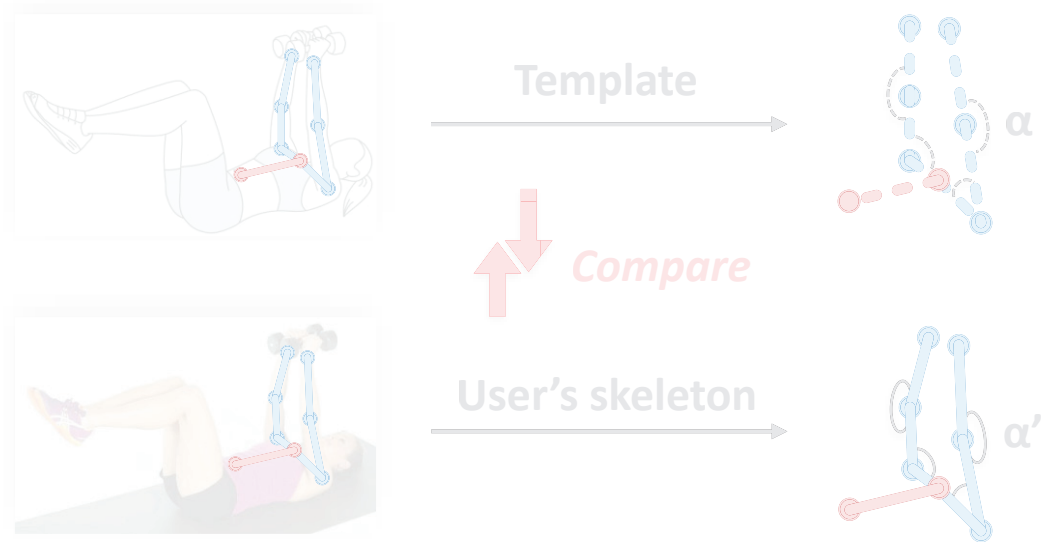 Template
α
Compare
User’s skeleton
α’